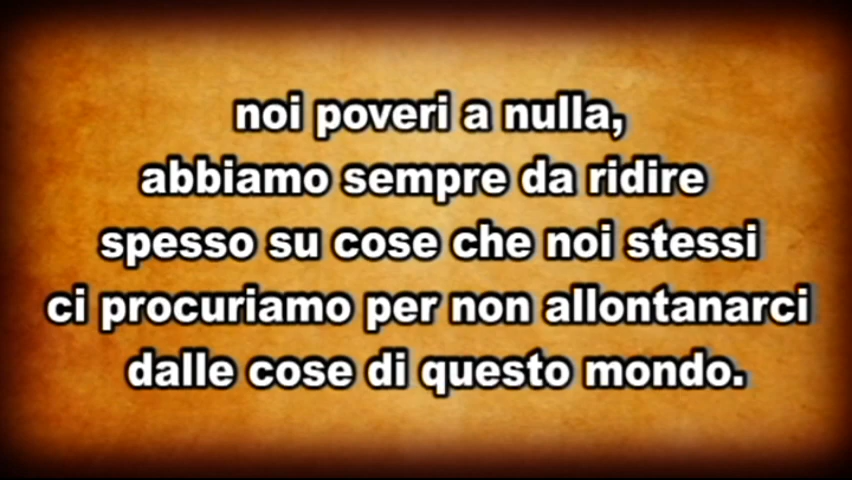 noi poveri a nulla,
abbiamo sempre da ridire
spesso su cose che noi stessi
ci procuriamo per non allontanarci
dalle cose di questo mondo.